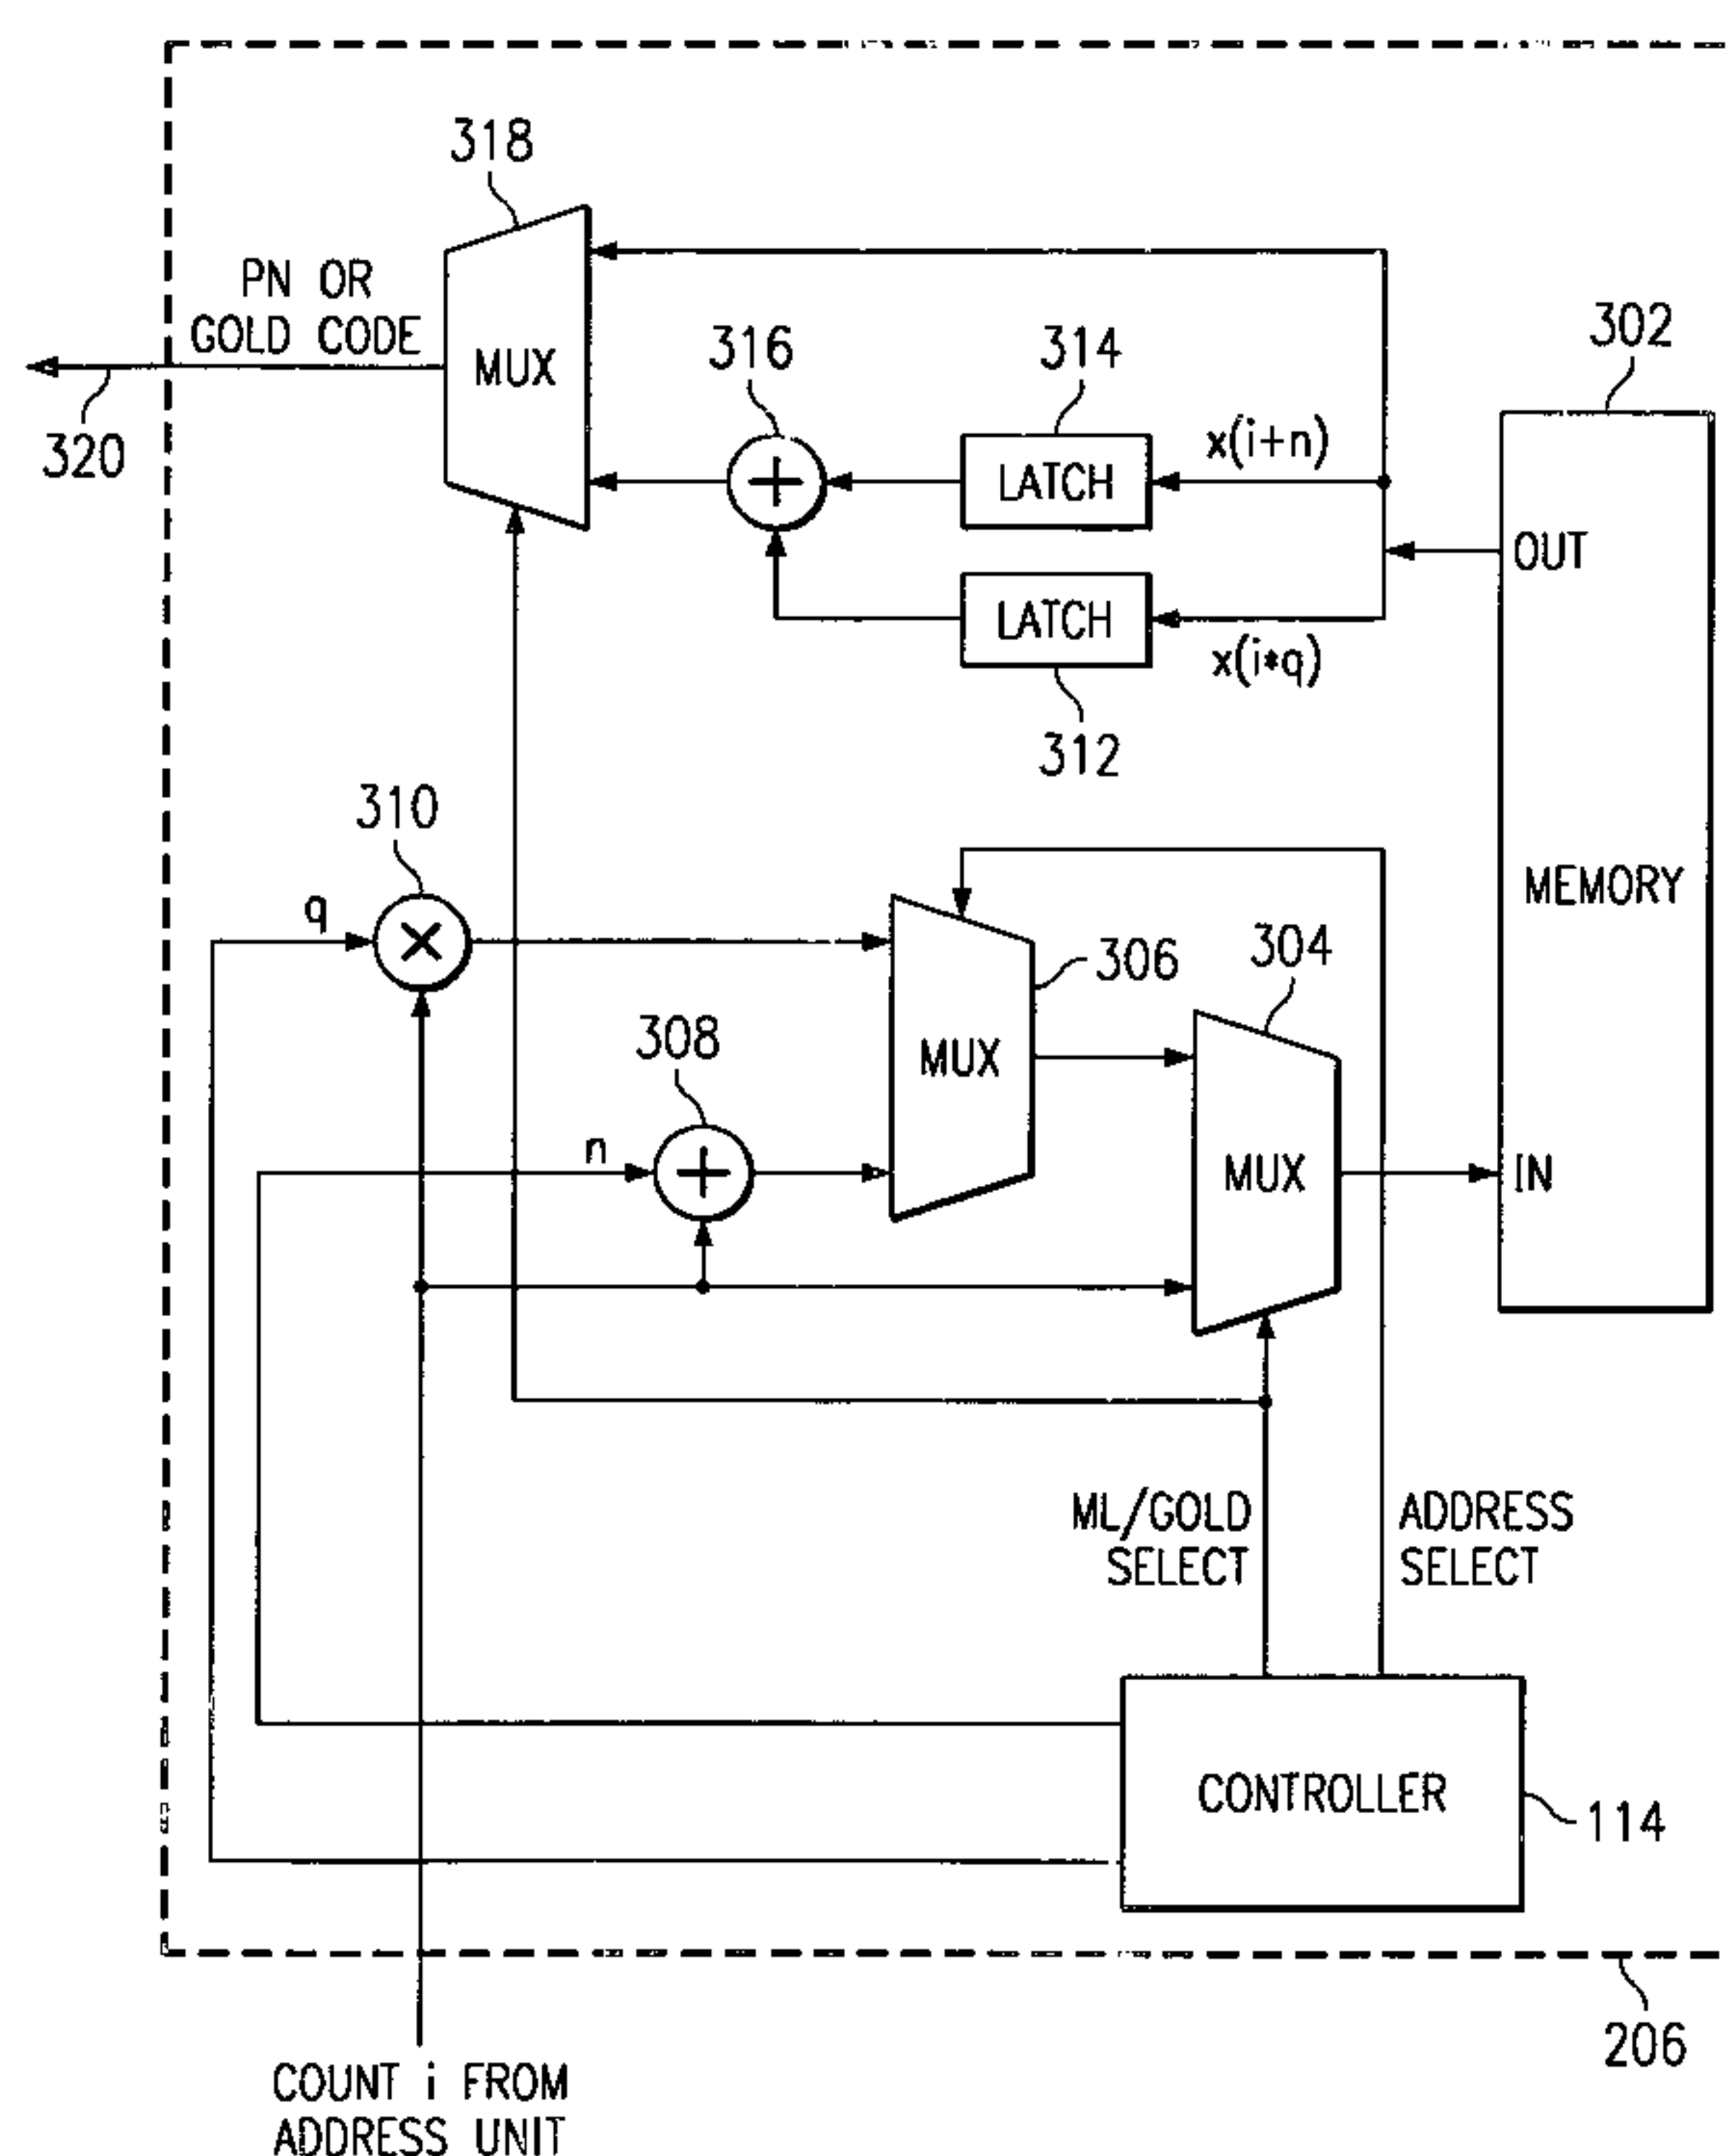 318
PN OR
GOLD CODE
MUX
320
316
314
LATCH
x(i+n)
302
OUT
LATCH
x(i*q)
312
310
q
MEMORY
306
304
308
MUX
n
MUX
IN
ML/GOLD
SELECT
ADDRESS
SELECT
CONTROLLER
114
206
COUNT i FROM
ADDRESS UNIT